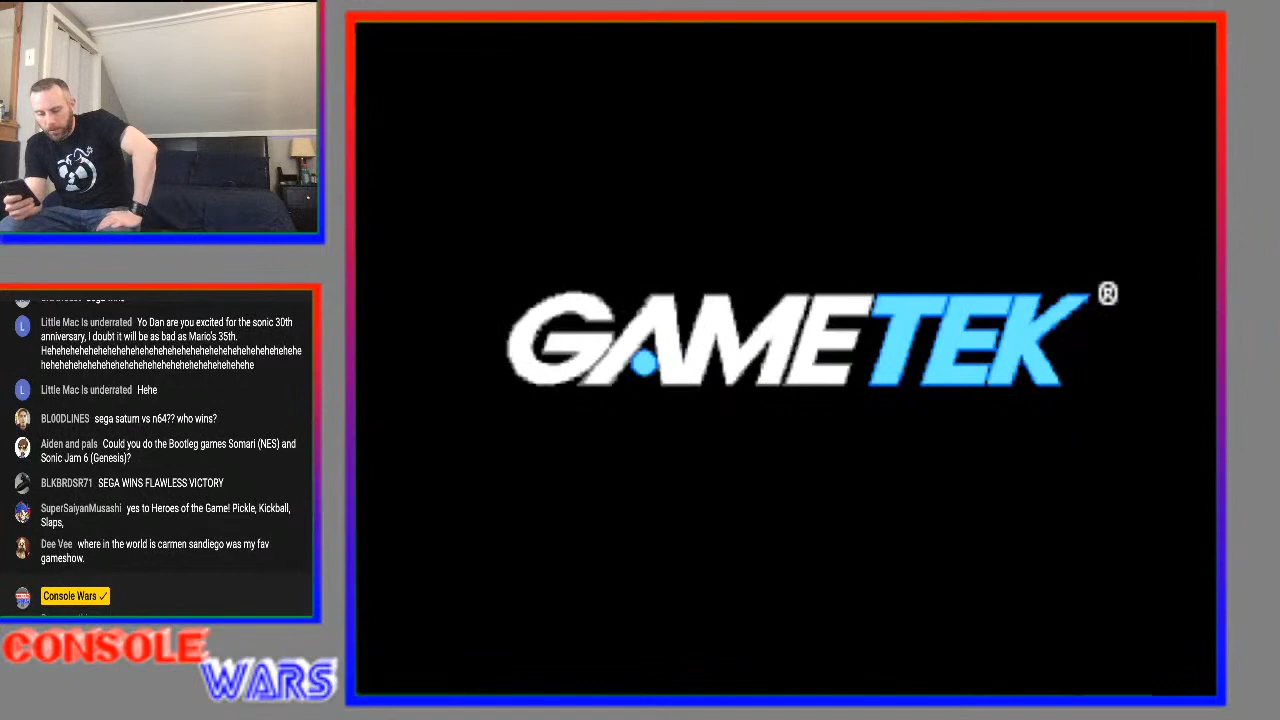 GAMETEK ®
Little Mac Is underrated Yo Dan are you excited for the sonic 30th
anniversary, I doubt it will be as bad as Mario's 35th.
Little Mac Is underrated Hehe
BL00DLINES sega saturn vs n64?? who wins?
Aiden and pals Could you do the Bootleg games Somari (NES) and
Sonic Jam 6 (Genesis)?
BLKBRDSR71 SEGA WINS FLAWLESS VICTORY
SuperSaiyanMusashi yes to Heroes of the Game! Pickle, Kickball,
Slaps,
Dee Vee where in the world is carmen sandiego was my fav
gameshow.
Console Wars ✓
CONSOLE
WARS